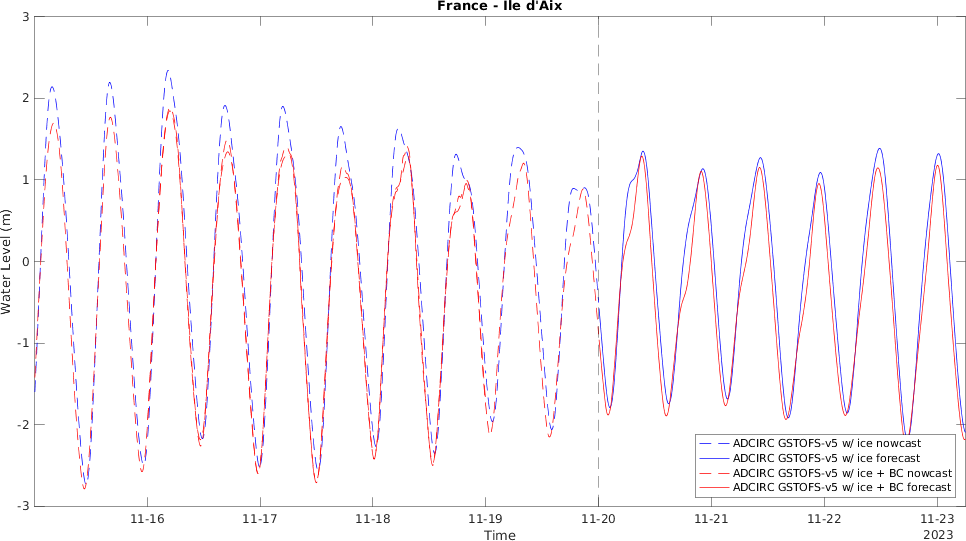 France - Ile d'Aix
3
2
1
0
-1
-2
-3
Water Level (m)
11-16
11-17
11-18
11-19
11-20
11-21
11-22
11-23
2023
Time
ADCIRC GSTOFS-v5 w/ ice nowcast
ADCIRC GSTOFS-v5 w/ ice forecast
ADCIRC GSTOFS-v5 w/ ice + BC nowcast
ADCIRC GSTOFS-v5 w/ ice + BC forecast